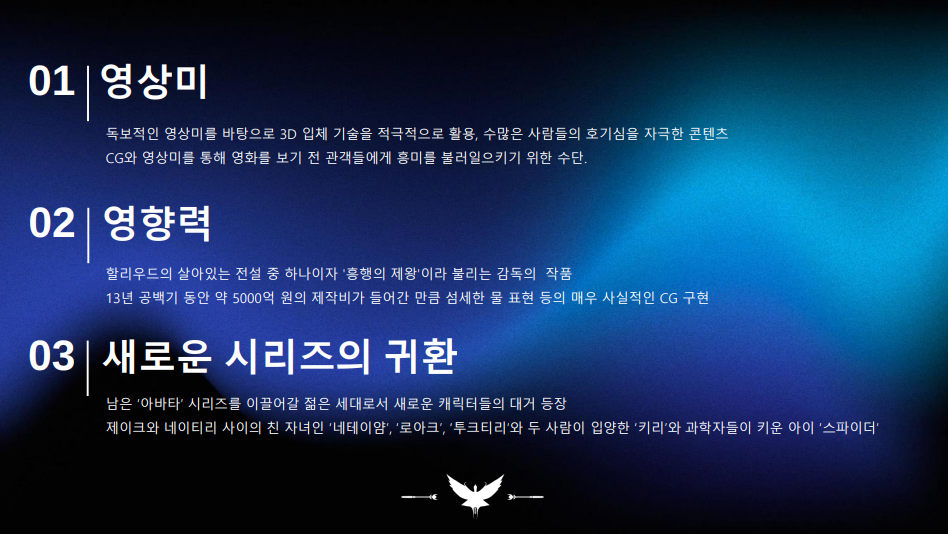 01 영상미
독보적인 영상미를 바탕으로 3D 입체 기술을 적극적으로 활용, 수많은 사람들의 호기심을 자극한 콘텐츠
CG와 영상미를 통해 영화를 보기 전 관객들에게 흥미를 불러일으키기 위한 수단.
02 영향력
할리우드의 살아있는 전설 중 하나이자 '흥행의 제왕'이라 불리는 감독의 작품
13년 공백기 동안 약 5000억 원의 제작비가 들어간 만큼 섬세한 물 표현 등의 매우 사실적인 CG 구현
03 새로운 시리즈의 귀환
남은 '아바타' 시리즈를 이끌어갈 젊은 세대로서 새로운 캐릭터들의 대거 등장
제이크와 네이티리 사이의 친 자녀인 '네테이얌', '로아크', '투크티리'와 두 사람이 입양한 '키리'와 과학자들이 키운 아이 '스파이더'